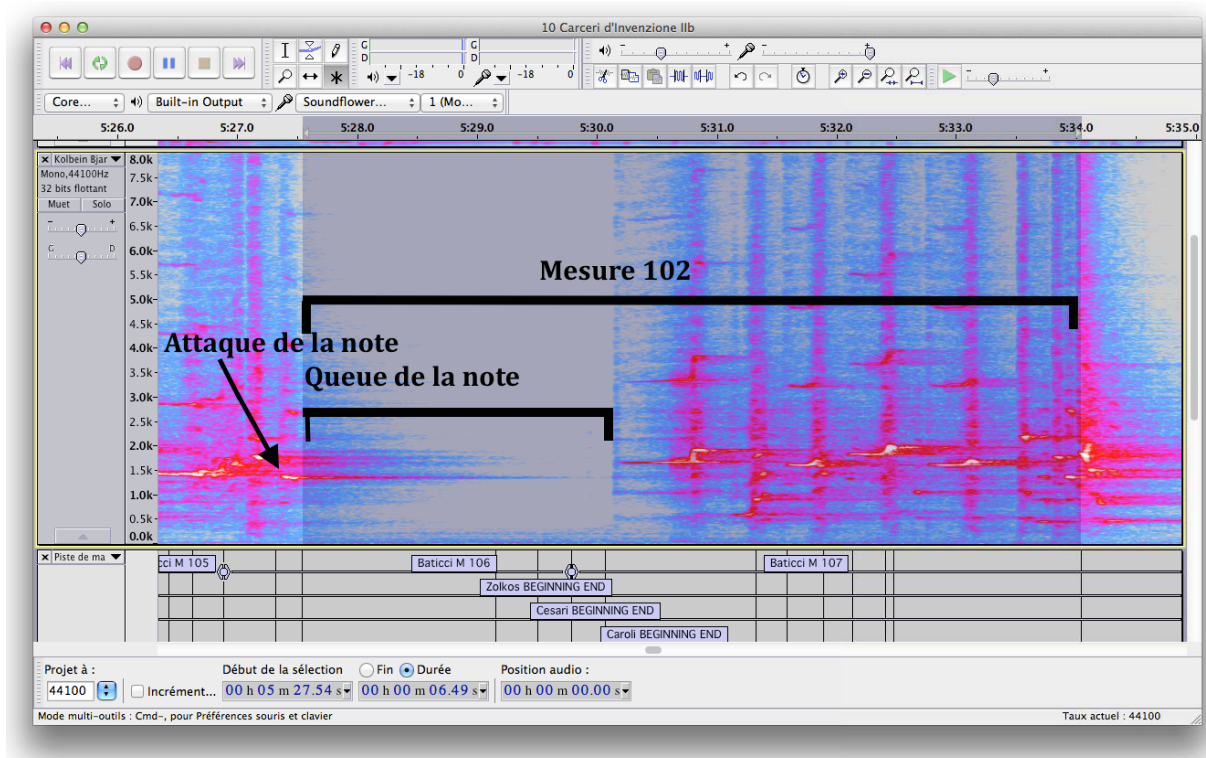 10 Carceri d'Invenzione IIb
G G
D D
-18 0 -18 0
Core... Built-in Output Soundflower... 1 (Mo...
5:26.0 5:27.0 5:28.0 5:29.0 5:30.0 5:31.0 5:32.0 5:33.0 5:34.0 5:35.0
Kolbein Bjar
Mono,44100Hz
32 bits flottant
Muet Solo
- +
G D
8.0k
7.5k
7.0k
6.5k
6.0k
5.5k
5.0k
4.5k
4.0k
3.5k
3.0k
2.5k
2.0k
1.5k
1.0k
0.5k
0.0k
Mesure 102
Attaque de la note
Queue de la note
Piste de ma
cci M 105 Baticci M 106 Baticci M 107
Zolkos BEGINNING END
Cesari BEGINNING END
Caroli BEGINNING END
Projet à : Début de la sélection Fin Durée Position audio :
44100 Incrément... 00 h 05 m 27.54 s 00 h 00 m 06.49 s 00 h 00 m 00.00 s
Mode multi-outils : Cmd-, pour Préférences souris et clavier Taux actuel : 44100